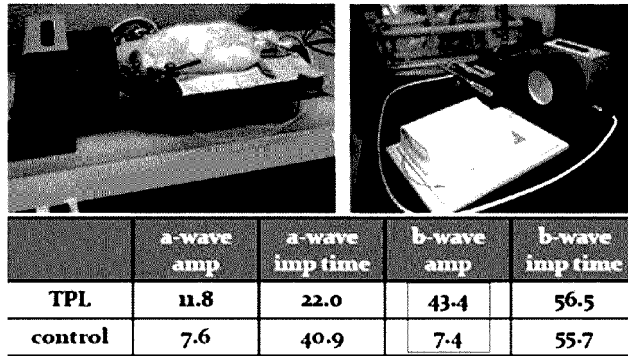 a-wave amp a-wave imp time b-wave amp b-wave imp time
TPL 11.8 22.0 43.4 56.5
control 7.6 40.9 7.4 55.7